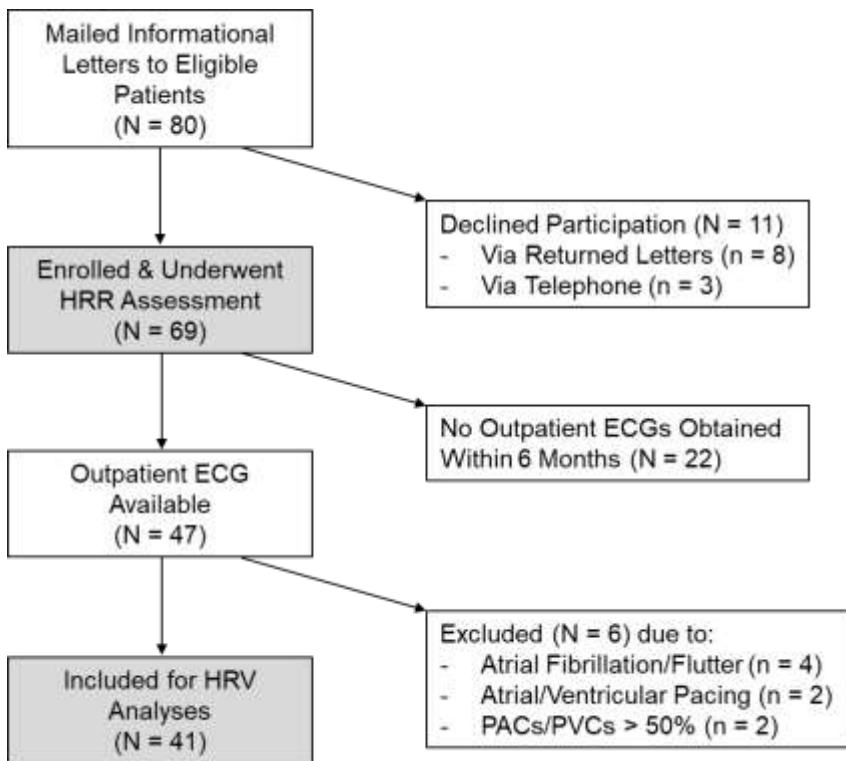 Mailed Informational
Letters to Eligible
Patients
(N = 80)
Declined Participation (N = 11)
- Via Returned Letters (n = 8)
- Via Telephone (n = 3)
Enrolled & Underwent
HRR Assessment
(N = 69)
No Outpatient ECGs Obtained
Within 6 Months (N = 22)
Outpatient ECG
Available
(N = 47)
Excluded (N = 6) due to:
- Atrial Fibrillation/Flutter (n = 4)
- Atrial/Ventricular Pacing (n = 2)
- PACs/PVCs > 50% (n = 2)
Included for HRV
Analyses
(N = 41)